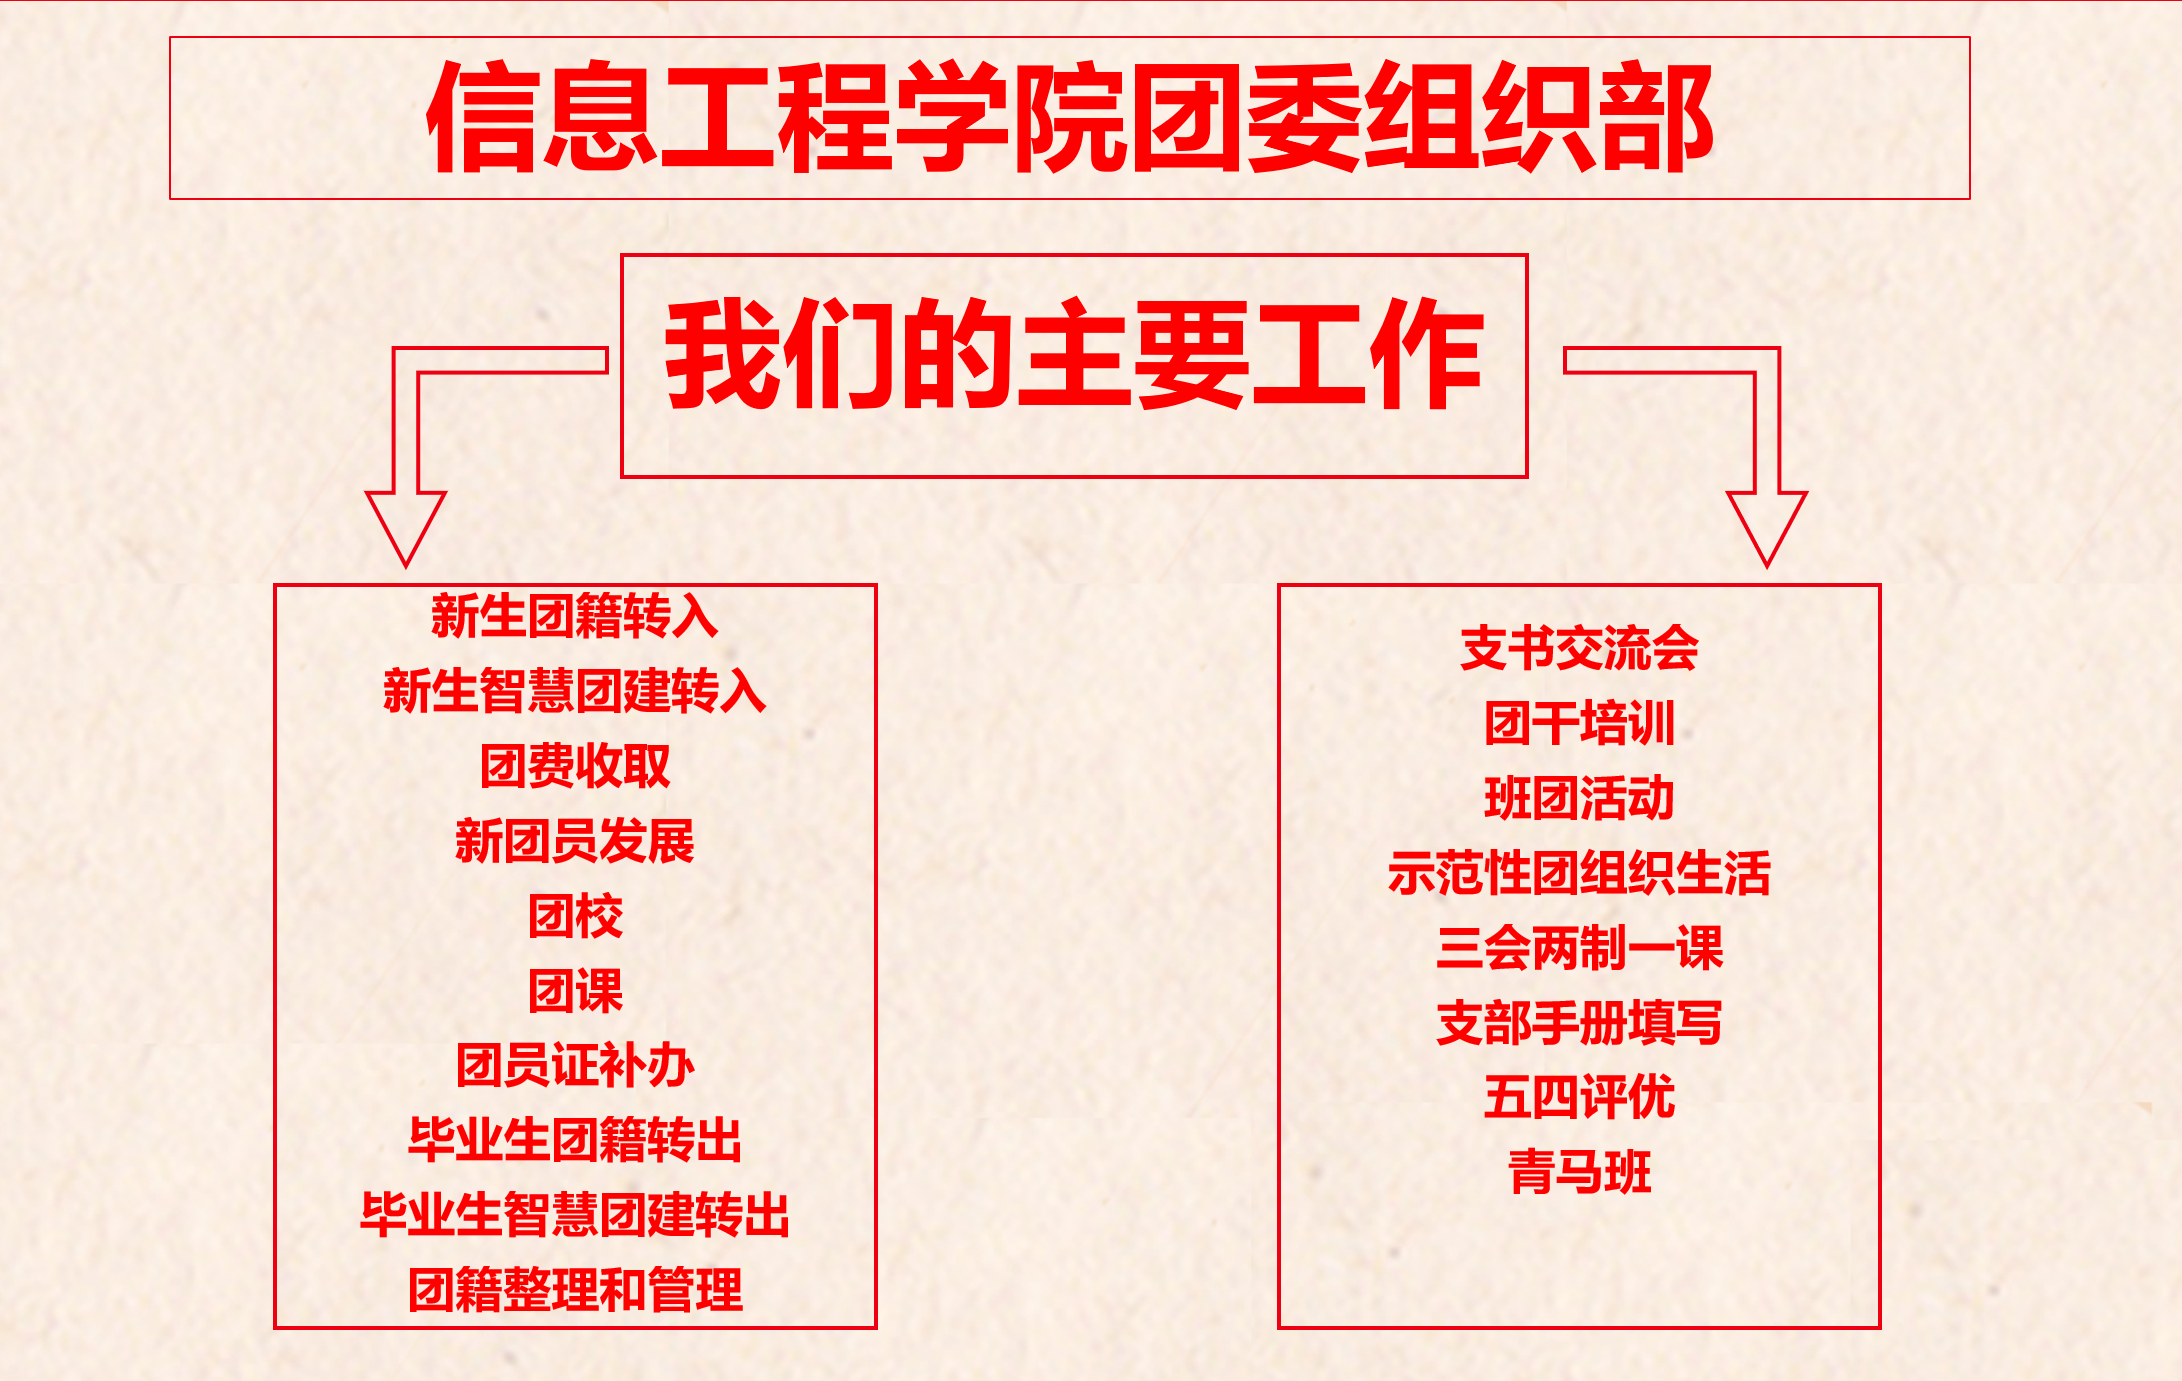 信息工程学院团委组织部
我们的主要工作
新生团籍转入
新生智慧团建转入
团费收取
新团员发展
团校
团课
团员证补办
毕业生团籍转出
毕业生智慧团建转出
团籍整理和管理
支书交流会
团干培训
班团活动
示范性团组织生活
三会两制一课
支部手册填写
五四评优
青马班